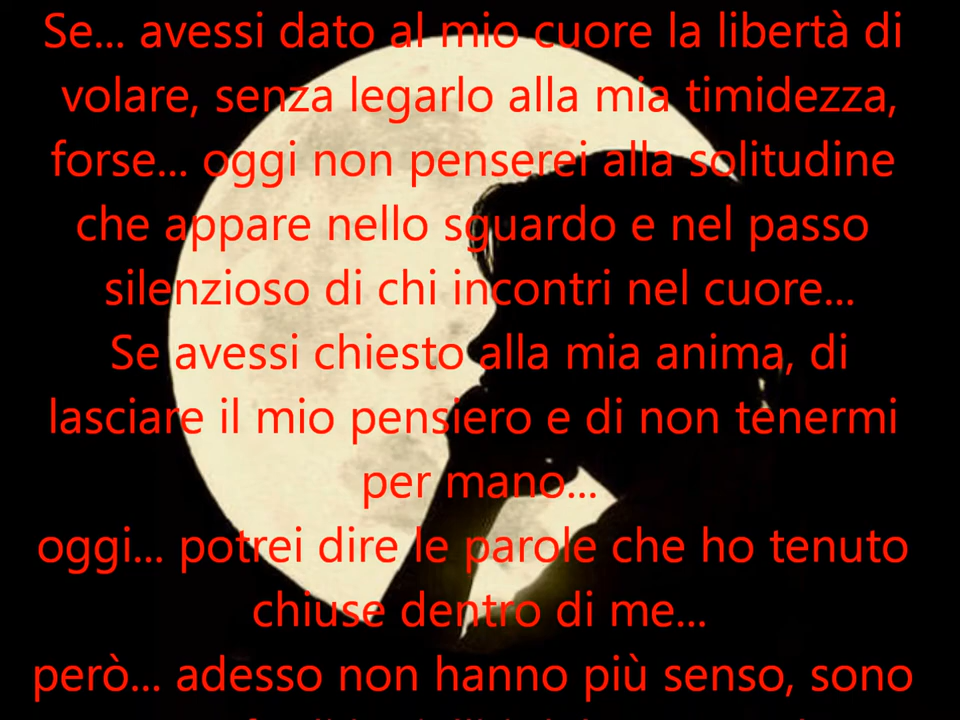 Se... avessi dato al mio cuore la libertà di
volare, senza legarlo alla mia timidezza,
forse... oggi non penserei alla solitudine
che appare nello sguardo e nel passo
silenzioso di chi incontri nel cuore...
Se avessi chiesto alla mia anima, di
lasciare il mio pensiero e di non tenermi
per mano...
oggi... potrei dire le parole che ho tenuto
chiuse dentro di me...
però... adesso non hanno più senso, sono